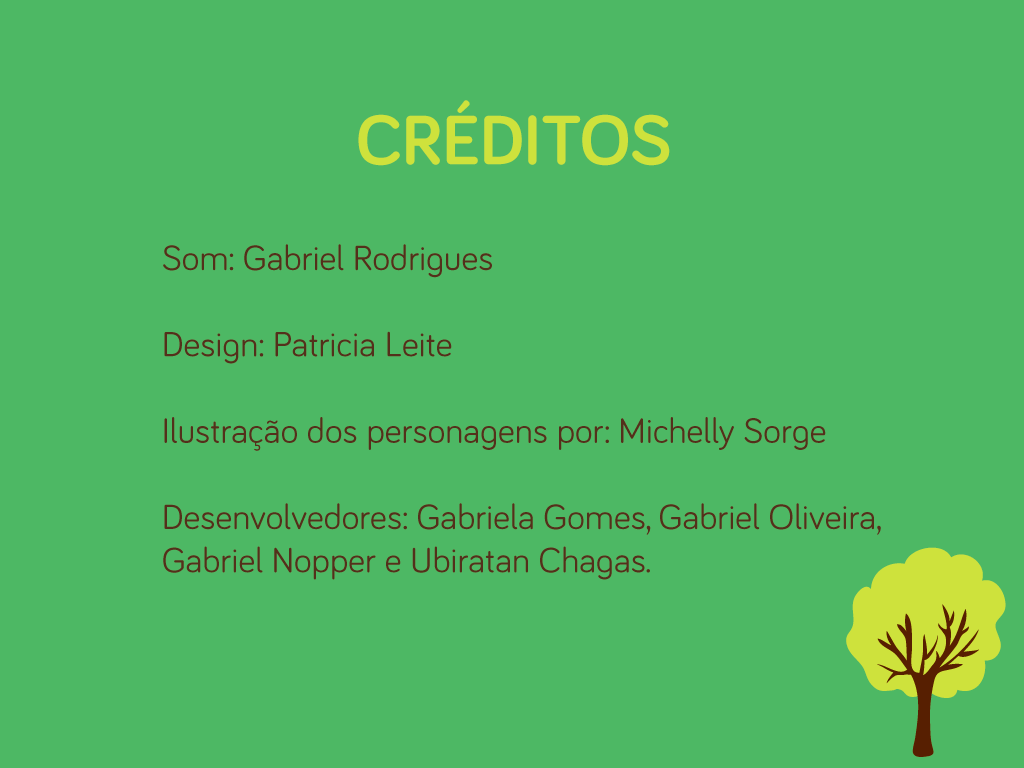 CRÉDITOS
Som: Gabriel Rodrigues
Design: Patricia Leite
Ilustração dos personagens por: Michelly Sorge
Desenvolvedores: Gabriela Gomes, Gabriel Oliveira,
Gabriel Nopper e Ubiratan Chagas.